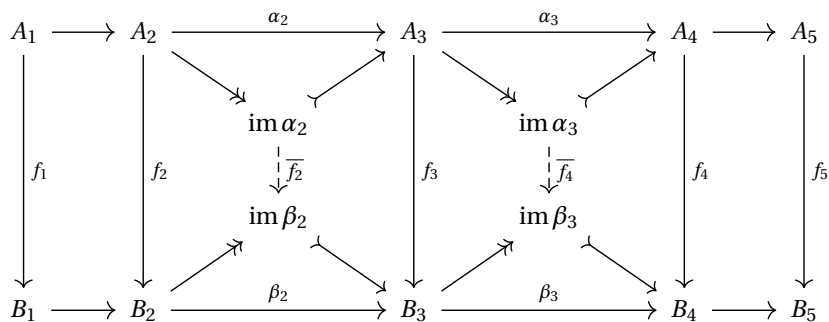 α₂ α₃
A₁ A₂ A₃ A₄ A₅
im α₂ im α₃
f₁ f₂ f̅₂ f₃ f̅₄ f₄ f₅
im β₂ im β₃
β₂ β₃
B₁ B₂ B₃ B₄ B₅